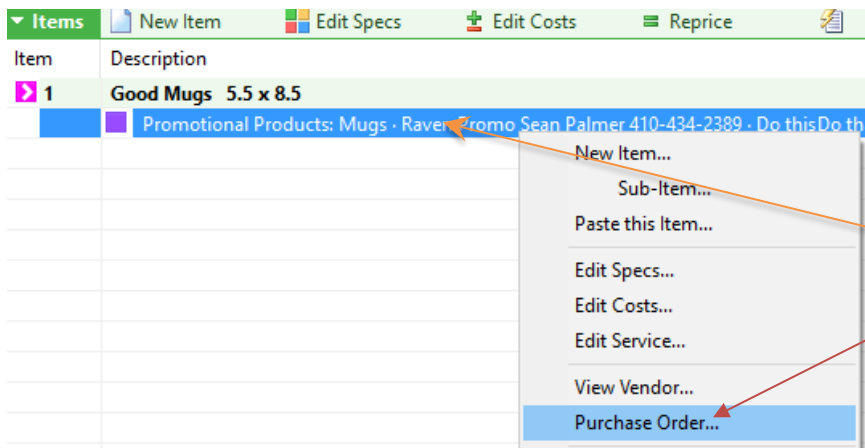 Items New Item Edit Specs Edit Costs Reprice
Item Description
1 Good Mugs 5.5 x 8.5
Promotional Products: Mugs · Raven Promo Sean Palmer 410-434-2389 · Do this Do th
New Item...
Sub-Item...
Paste this Item...
Edit Specs...
Edit Costs...
Edit Service...
View Vendor...
Purchase Order...